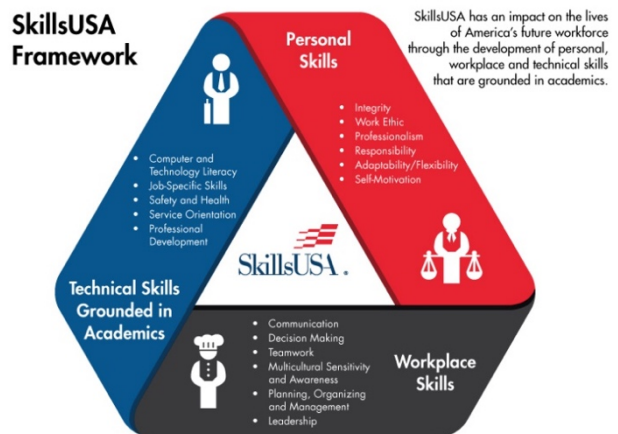 SkillsUSA
Framework
SkillsUSA has an impact on the lives
of America's future workforce
through the development of personal,
workplace and technical skills
that are grounded in academics.
Personal
Skills
• Integrity
• Work Ethic
• Professionalism
• Responsibility
• Adaptability/Flexibility
• Self-Motivation
• Computer and
Technology Literacy
• Job-Specific Skills
• Safety and Health
• Service Orientation
• Professional
Development
Technical Skills
Grounded in
Academics
SkillsUSA.
• Communication
• Decision Making
• Teamwork
• Multicultural Sensitivity
and Awareness
• Planning, Organizing
and Management
• Leadership
Workplace
Skills